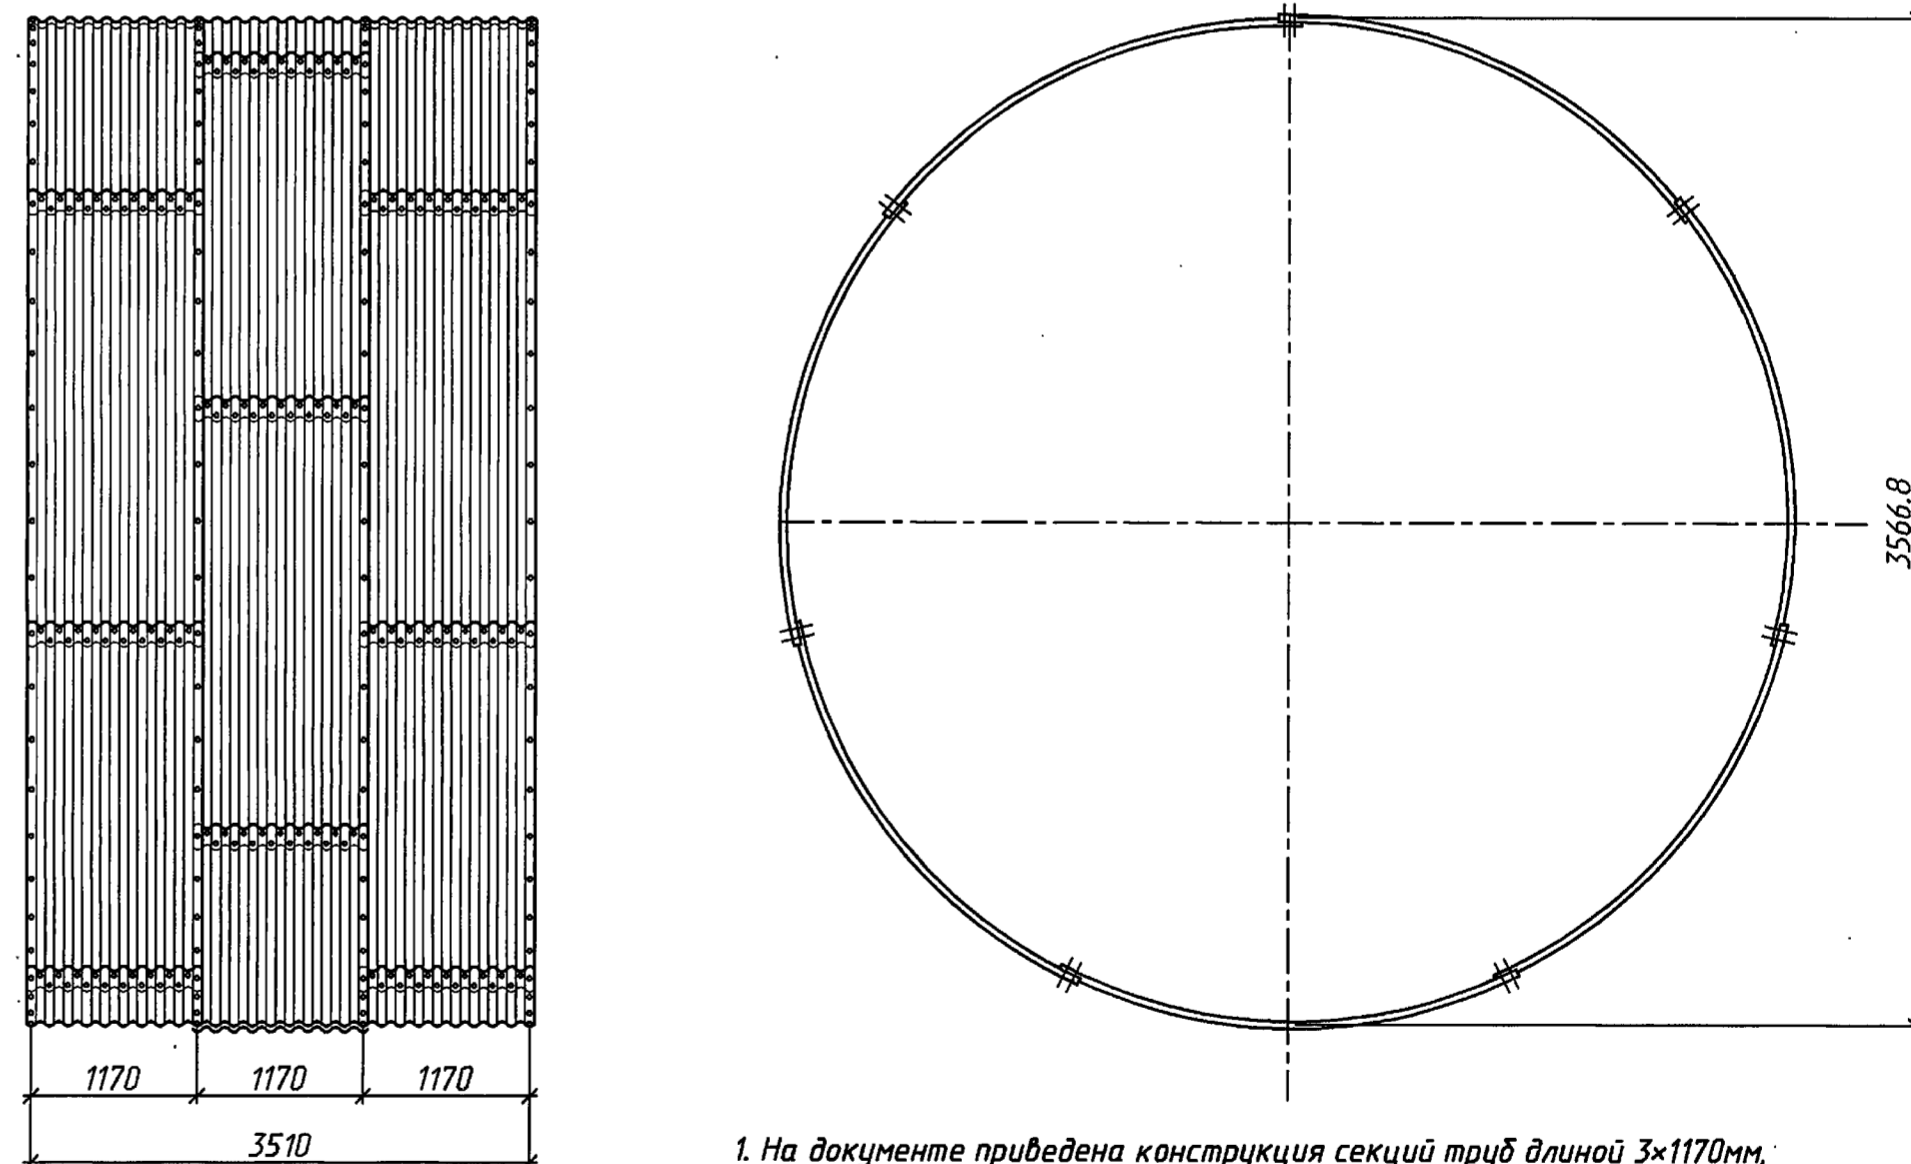 3566.8
1170 1170 1170
3510
1. На документе приведена конструкция секций труб длиной 3×1170мм.